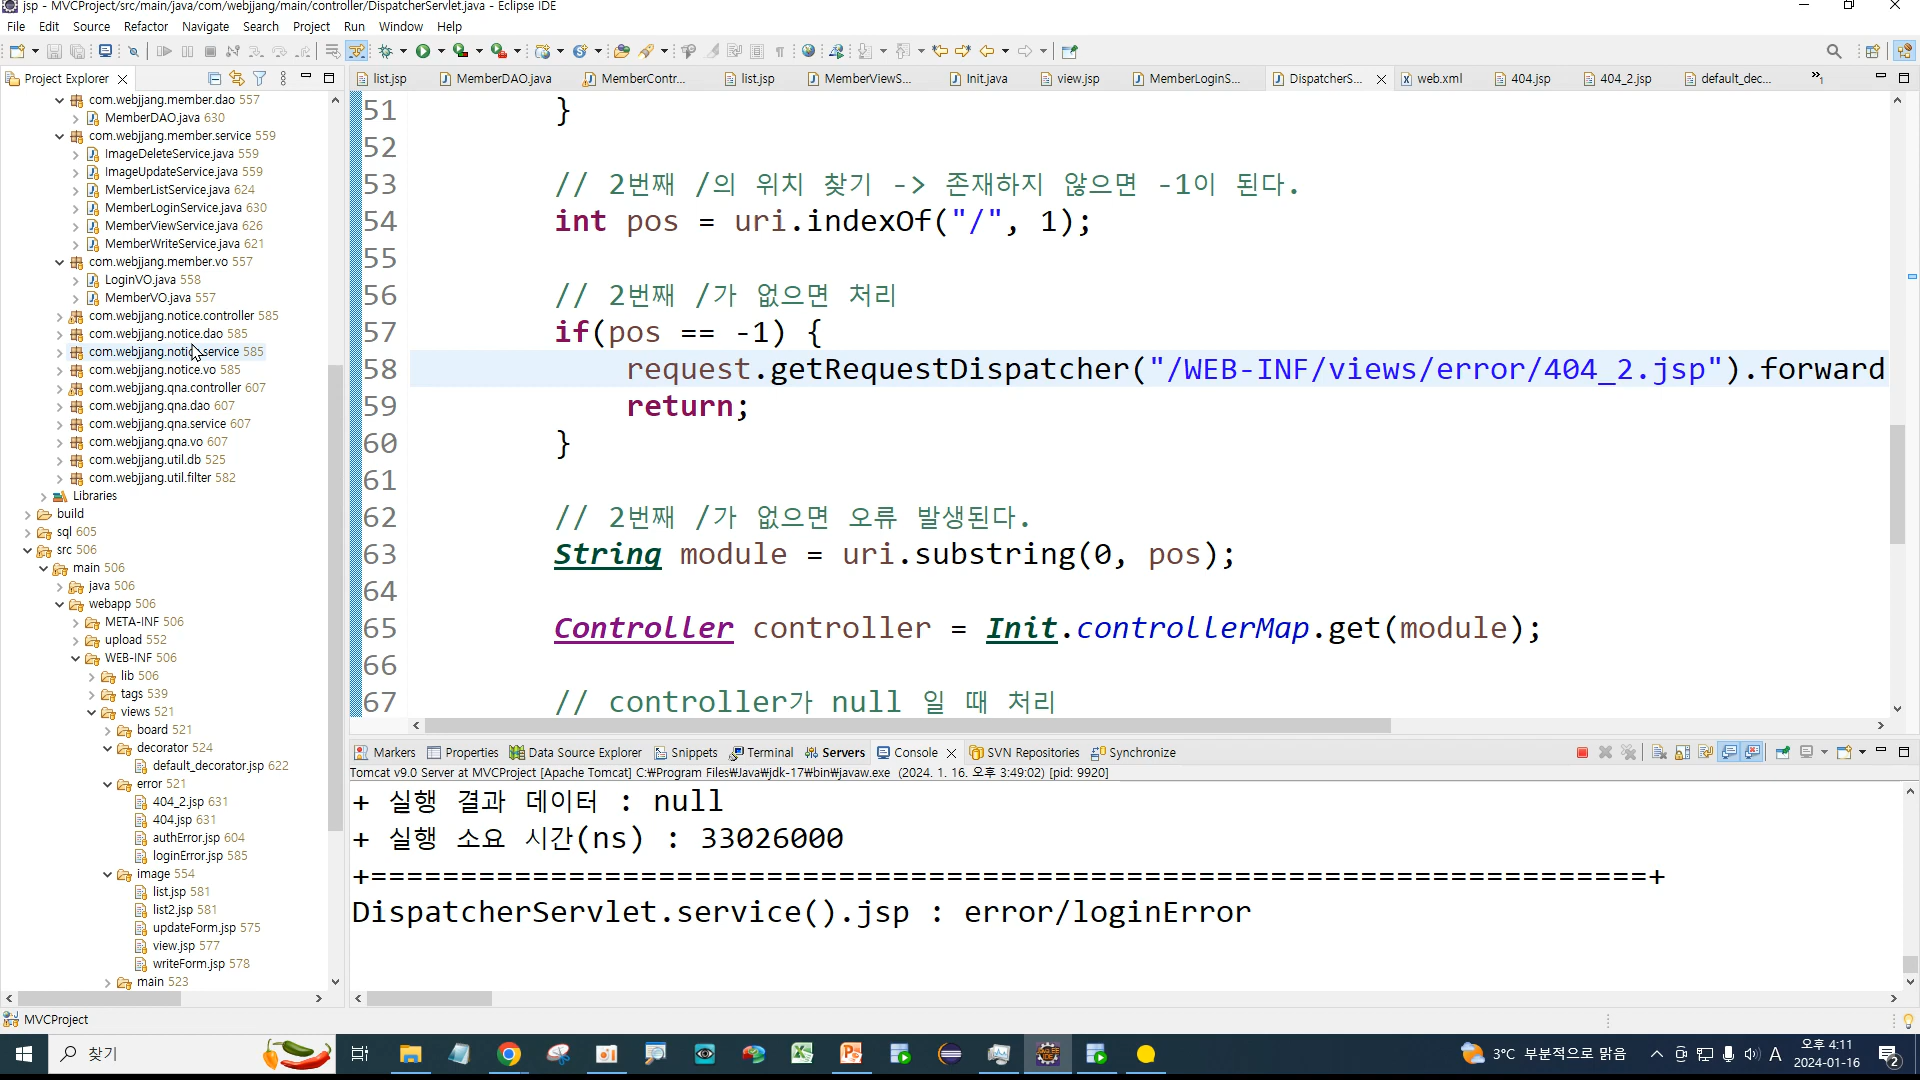 jsp - MVCProject/src/main/java/com/webjjang/main/controller/DispatcherServlet.java - Eclipse IDE
File Edit Source Refactor Navigate Search Project Run Window Help
Project Explorer
list.jsp MemberDAO.java MemberContr... list.jsp MemberViewS... Init.java view.jsp MemberLoginS... DispatcherS... web.xml 404.jsp 404_2.jsp default_dec... »1
com.webjjang.member.dao 557
MemberDAO.java 630
com.webjjang.member.service 559
ImageDeleteService.java 559
ImageUpdateService.java 559
MemberListService.java 624
MemberLoginService.java 630
MemberViewService.java 626
MemberWriteService.java 621
com.webjjang.member.vo 557
LoginVO.java 558
MemberVO.java 557
com.webjjang.notice.controller 585
com.webjjang.notice.dao 585
com.webjjang.notice.service 585
com.webjjang.notice.vo 585
com.webjjang.qna.controller 607
com.webjjang.qna.dao 607
com.webjjang.qna.service 607
com.webjjang.qna.vo 607
com.webjjang.util.db 525
com.webjjang.util.filter 582
Libraries
build
sql 605
src 506
main 506
java 506
webapp 506
META-INF 506
upload 552
WEB-INF 506
lib 506
tags 539
views 521
board 521
decorator 524
default_decorator.jsp 622
error 521
404_2.jsp 631
404.jsp 631
authError.jsp 604
loginError.jsp 585
image 554
list.jsp 581
list2.jsp 581
updateForm.jsp 575
view.jsp 577
writeForm.jsp 578
main 523
51 }
52
53 // 2번째 /의 위치 찾기 -> 존재하지 않으면 -1이 된다.
54 int pos = uri.indexOf("/", 1);
55
56 // 2번째 /가 없으면 처리
57 if(pos == -1) {
58 request.getRequestDispatcher("/WEB-INF/views/error/404_2.jsp").forward
59 return;
60 }
61
62 // 2번째 /가 없으면 오류 발생된다.
63 String module = uri.substring(0, pos);
64
65 Controller controller = Init.controllerMap.get(module);
66
67 // controller가 null 일 때 처리
Markers Properties Data Source Explorer Snippets Terminal Servers Console SVN Repositories Synchronize
Tomcat v9.0 Server at MVCProject [Apache Tomcat] C:₩Program Files₩Java₩jdk-17₩bin₩javaw.exe (2024. 1. 16. 오후 3:49:02) [pid: 9920]
+ 실행 결과 데이터 : null
+ 실행 소요 시간(ns) : 33026000
+=======================================================================+
DispatcherServlet.service().jsp : error/loginError
MVCProject
찾기
3°C 부분적으로 맑음
A
오후 4:11
2024-01-16
2